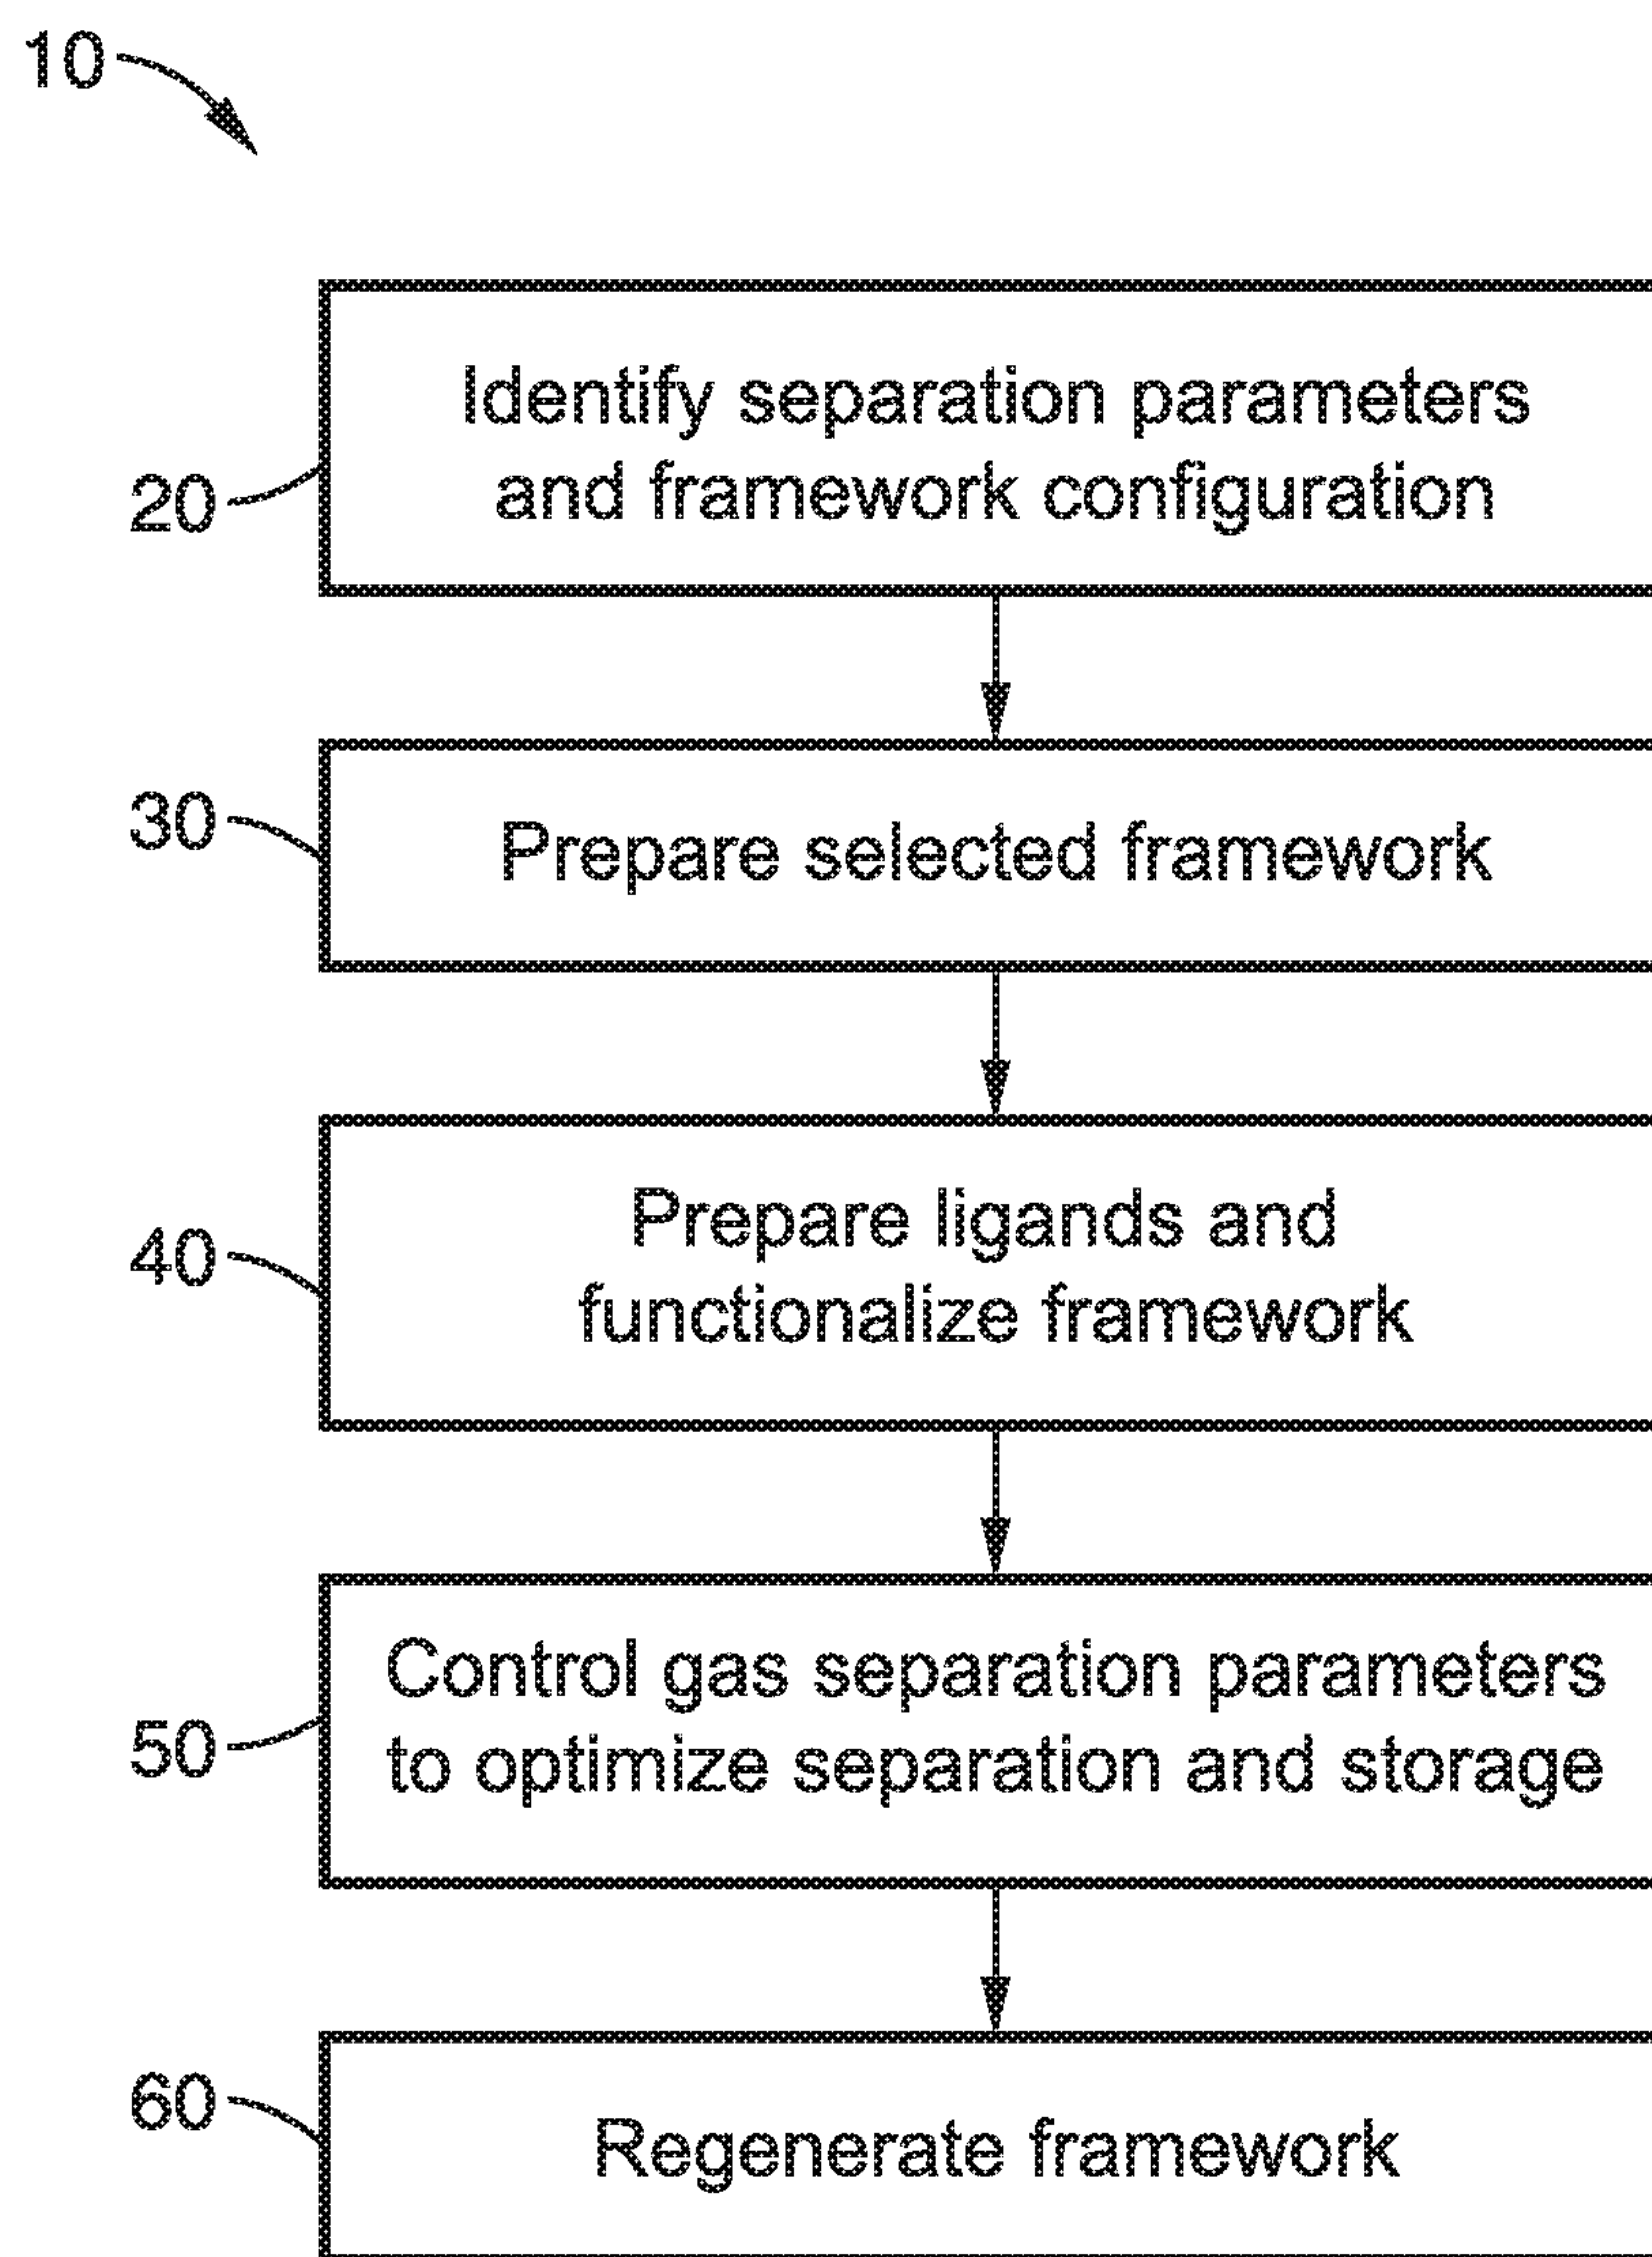 10
Identify separation parameters
and framework configuration
20
30
Prepare selected framework
Prepare ligands and
40
functionalize framework
Control gas separation parameters
50
to optimize separation and storage
60
Regenerate framework